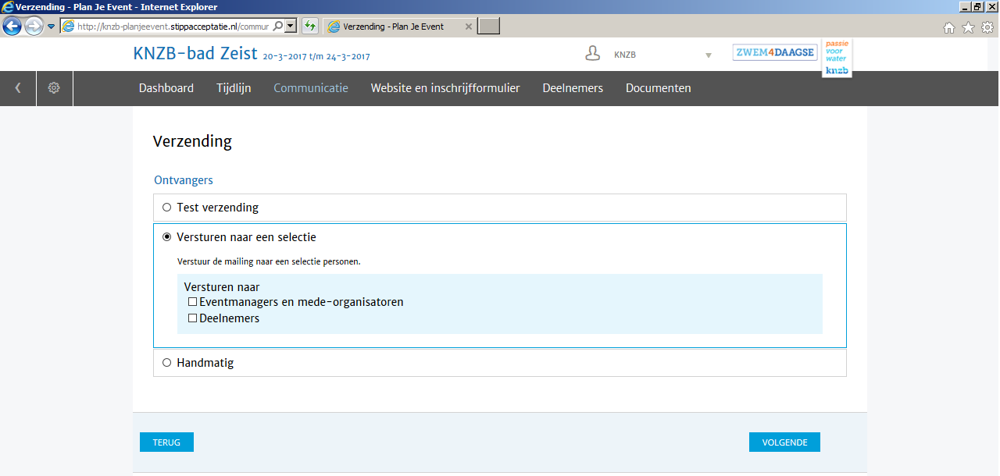 Verzending - Plan Je Event - Internet Explorer
http://knzb-planjeevent.stippacceptatie.nl/commur
Verzending - Plan Je Event
KNZB-bad Zeist 20-3-2017 t/m 24-3-2017
KNZB
ZWEM4DAAGSE
passie
voor
water
knzb
Dashboard Tijdlijn Communicatie Website en inschrijfformulier Deelnemers Documenten
Verzending
Ontvangers
Test verzending
Versturen naar een selectie
Verstuur de mailing naar een selectie personen.
Versturen naar
Eventmanagers en mede-organisatoren
Deelnemers
Handmatig
TERUG
VOLGENDE